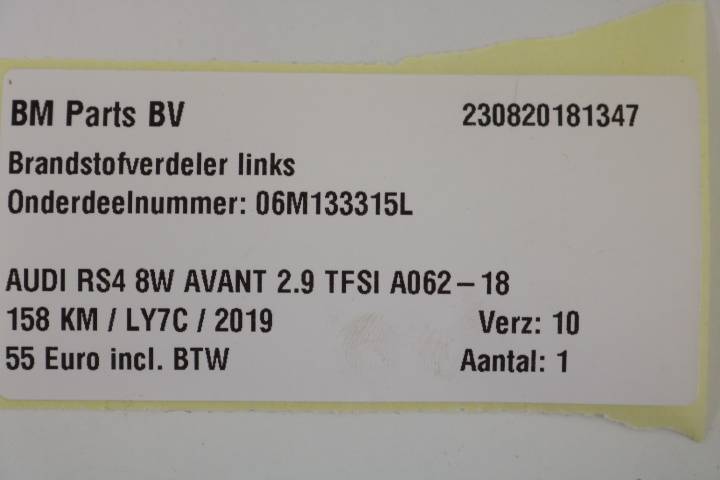 BM Parts BV 230820181347
Brandstofverdeler links
Onderdeelnummer: 06M133315L
AUDI RS4 8W AVANT 2.9 TFSI A062-18
158 KM / LY7C / 2019 Verz: 10
55 Euro incl. BTW Aantal: 1